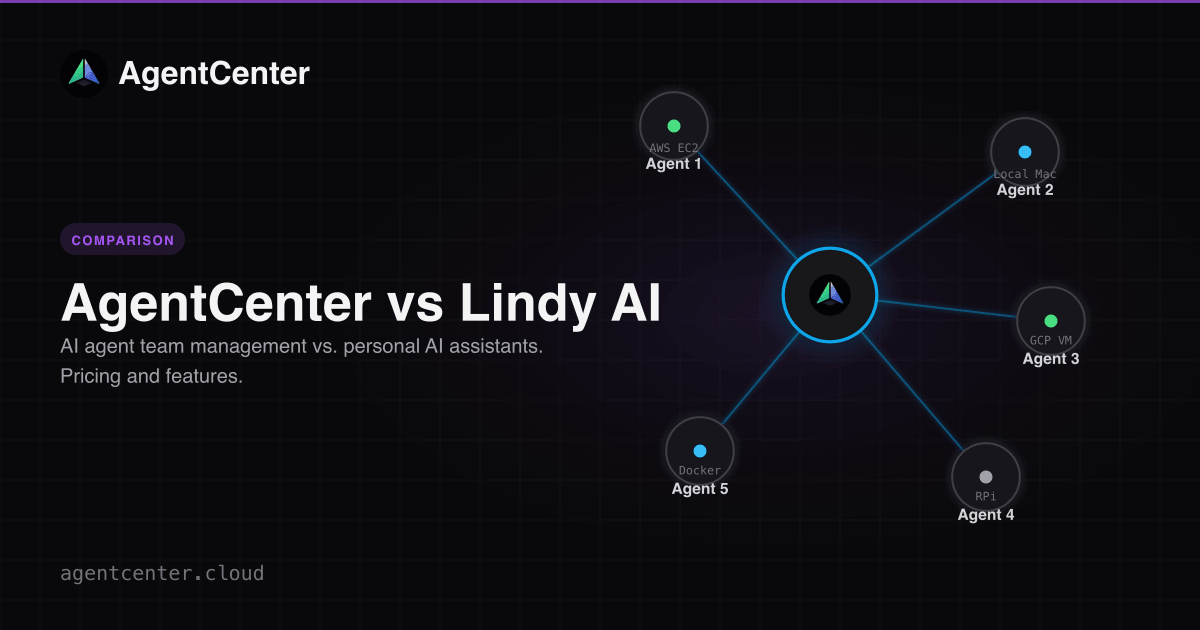 AgentCenter
COMPARISON
AgentCenter vs Lindy AI
AI agent team management vs. personal AI assistants.
Pricing and features.
agentcenter.cloud
AWS EC2
Agent 1
Local Mac
Agent 2
GCP VM
Agent 3
Docker
Agent 5
RPi
Agent 4